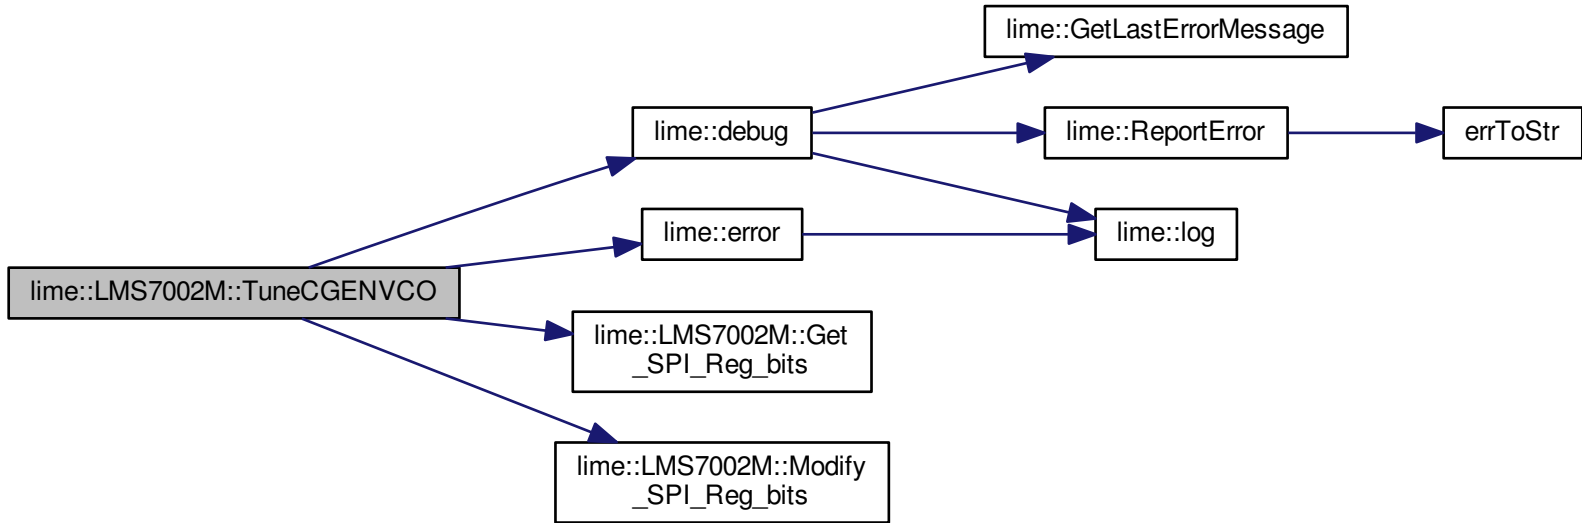 lime::GetLastErrorMessage
lime::debug
lime::ReportError
errToStr
lime::error
lime::log
lime::LMS7002M::TuneCGENVCO
lime::LMS7002M::Get
_SPI_Reg_bits
lime::LMS7002M::Modify
_SPI_Reg_bits